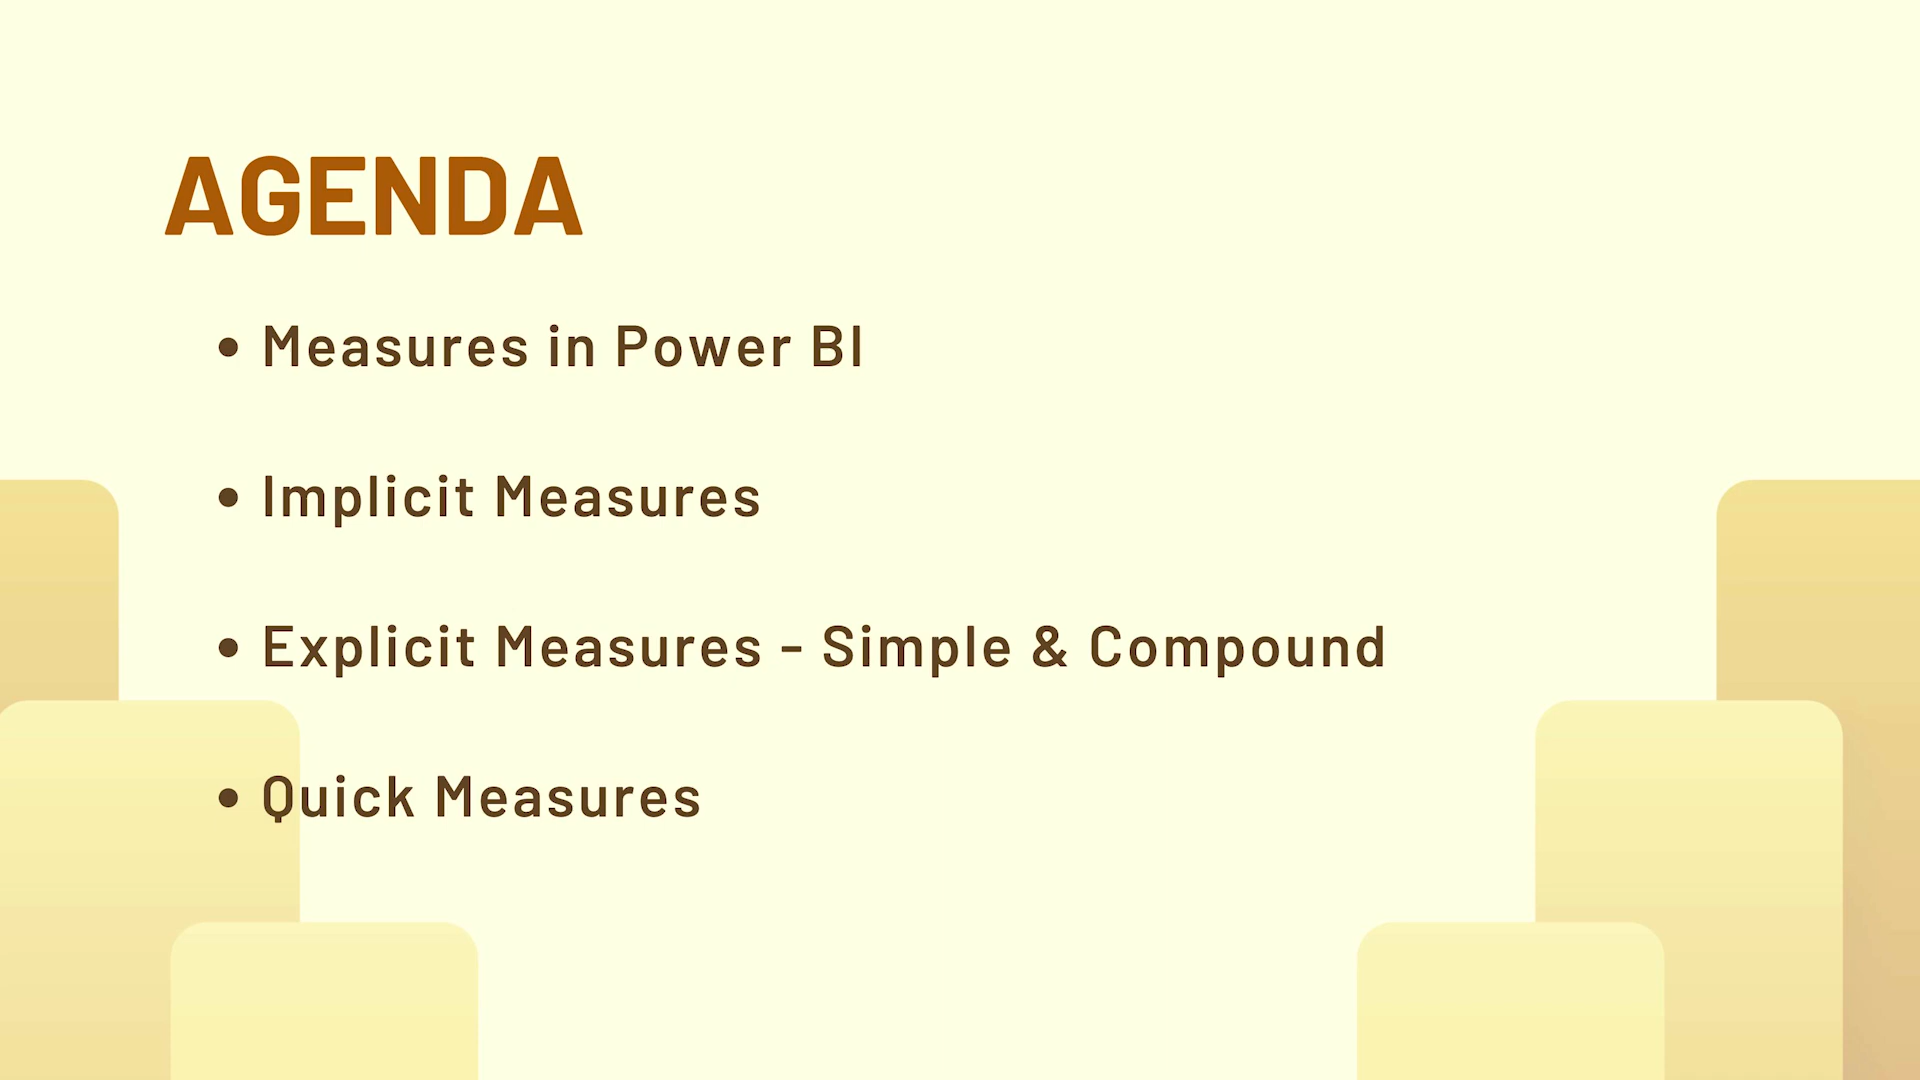 AGENDA
• Measures in Power BI
• Implicit Measures
• Explicit Measures - Simple & Compound
• Quick Measures